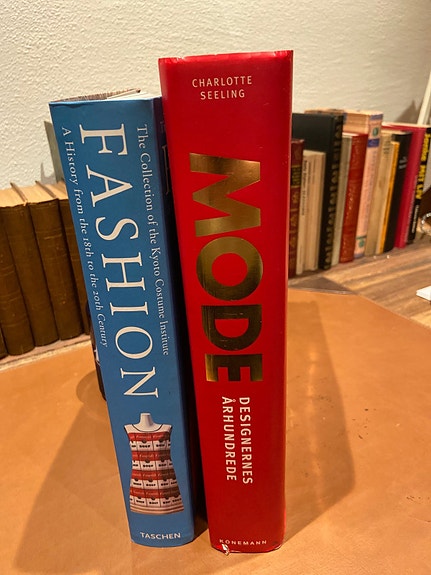 FASHION
The Collection of the Kyoto Costume Institute
A History from the 18th to the 20th Century
TASCHEN
CHARLOTTE
SEELING
MODE
DESIGNERNES
ÅRHUNDREDE
KÖNEMANN